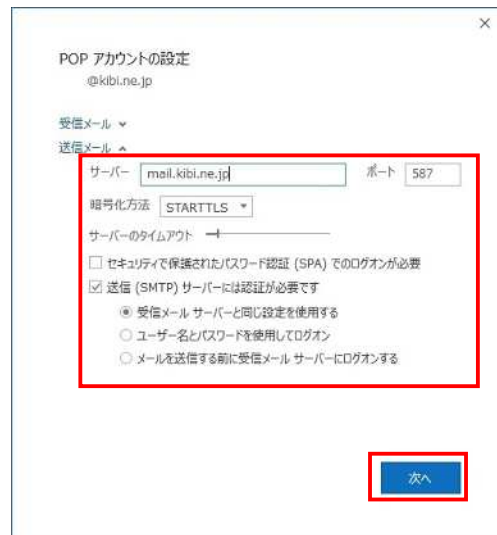 POP アカウントの設定
@kibi.ne.jp
受信メール
送信メール
サーバー mail.kibi.ne.jp ポート 587
暗号化方法 STARTTLS
サーバーのタイムアウト
セキュリティで保護されたパスワード認証 (SPA) でのログオンが必要
送信 (SMTP) サーバーには認証が必要です
受信メール サーバーと同じ設定を使用する
ユーザー名とパスワードを使用してログオン
メールを送信する前に受信メール サーバーにログオンする
次へ